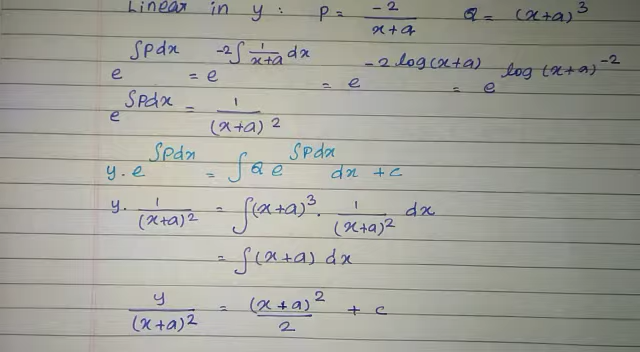 Linear in y : P = -2/(x+a) Q = (x+a)^3
e^{∫Pdx} = e^{-2∫ 1/(x+a) dx} = e^{-2 log(x+a)} = e^{log(x+a)^{-2}}
e^{∫Pdx} = 1/(x+a)^2
y. e^{∫Pdx} = ∫Q e^{∫Pdx} dx + c
y. 1/(x+a)^2 = ∫(x+a)^3 . 1/(x+a)^2 dx
= ∫(x+a) dx
y/(x+a)^2 = (x+a)^2/2 + c